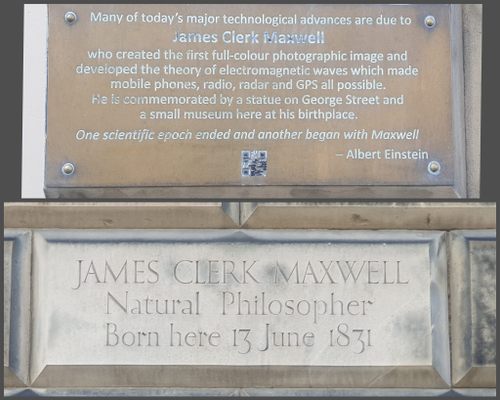 Many of today's major technological advances are due to
James Clerk Maxwell
who created the first full-colour photographic image and
developed the theory of electromagnetic waves which made
mobile phones, radio, radar and GPS all possible.
He is commemorated by a statue on George Street and
a small museum here at his birthplace.
One scientific epoch ended and another began with Maxwell
– Albert Einstein
JAMES CLERK MAXWELL
Natural Philosopher
Born here 13 June 1831